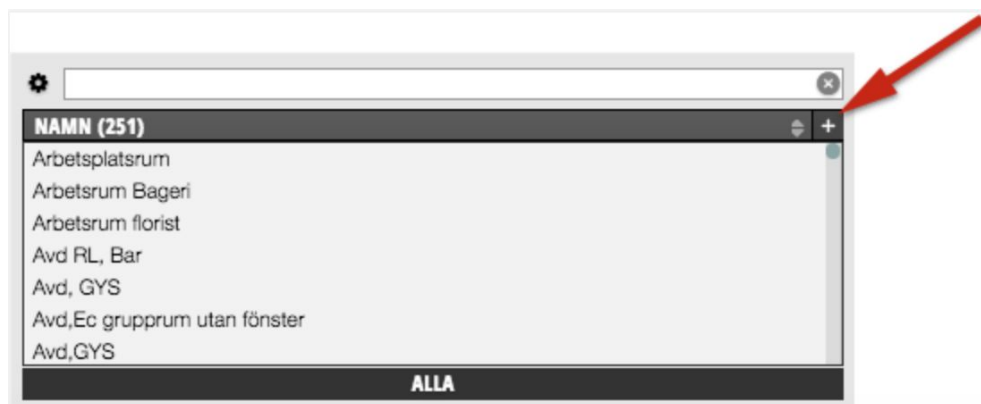 NAMN (251)
Arbetsplatsrum
Arbetsrum Bageri
Arbetsrum florist
Avd RL, Bar
Avd, GYS
Avd,Ec grupprum utan fönster
Avd,GYS
ALLA